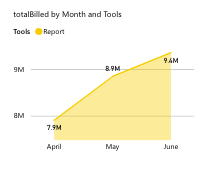 totalBilled by Month and Tools
Tools Report
9.4M
8.9M
9M
8M
7.9M
April May June